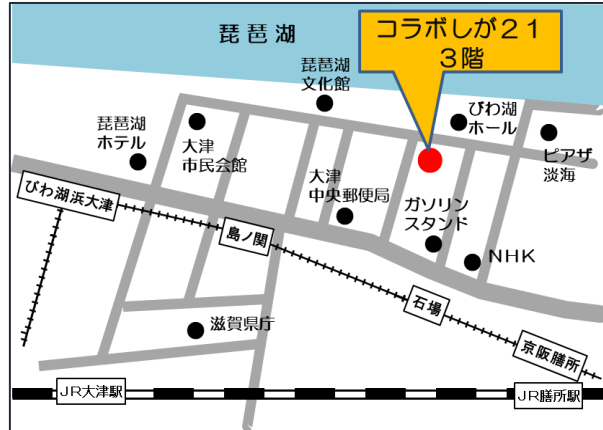 琵琶湖
コラボしが２１
３階
琵琶湖
文化館
びわ湖
ホール
琵琶湖
ホテル
大津
市民会館
ピアザ
淡海
大津
中央郵便局
ガソリン
スタンド
びわ湖浜大津
島ノ関
NHK
石場
滋賀県庁
京阪膳所
JR大津駅
JR膳所駅